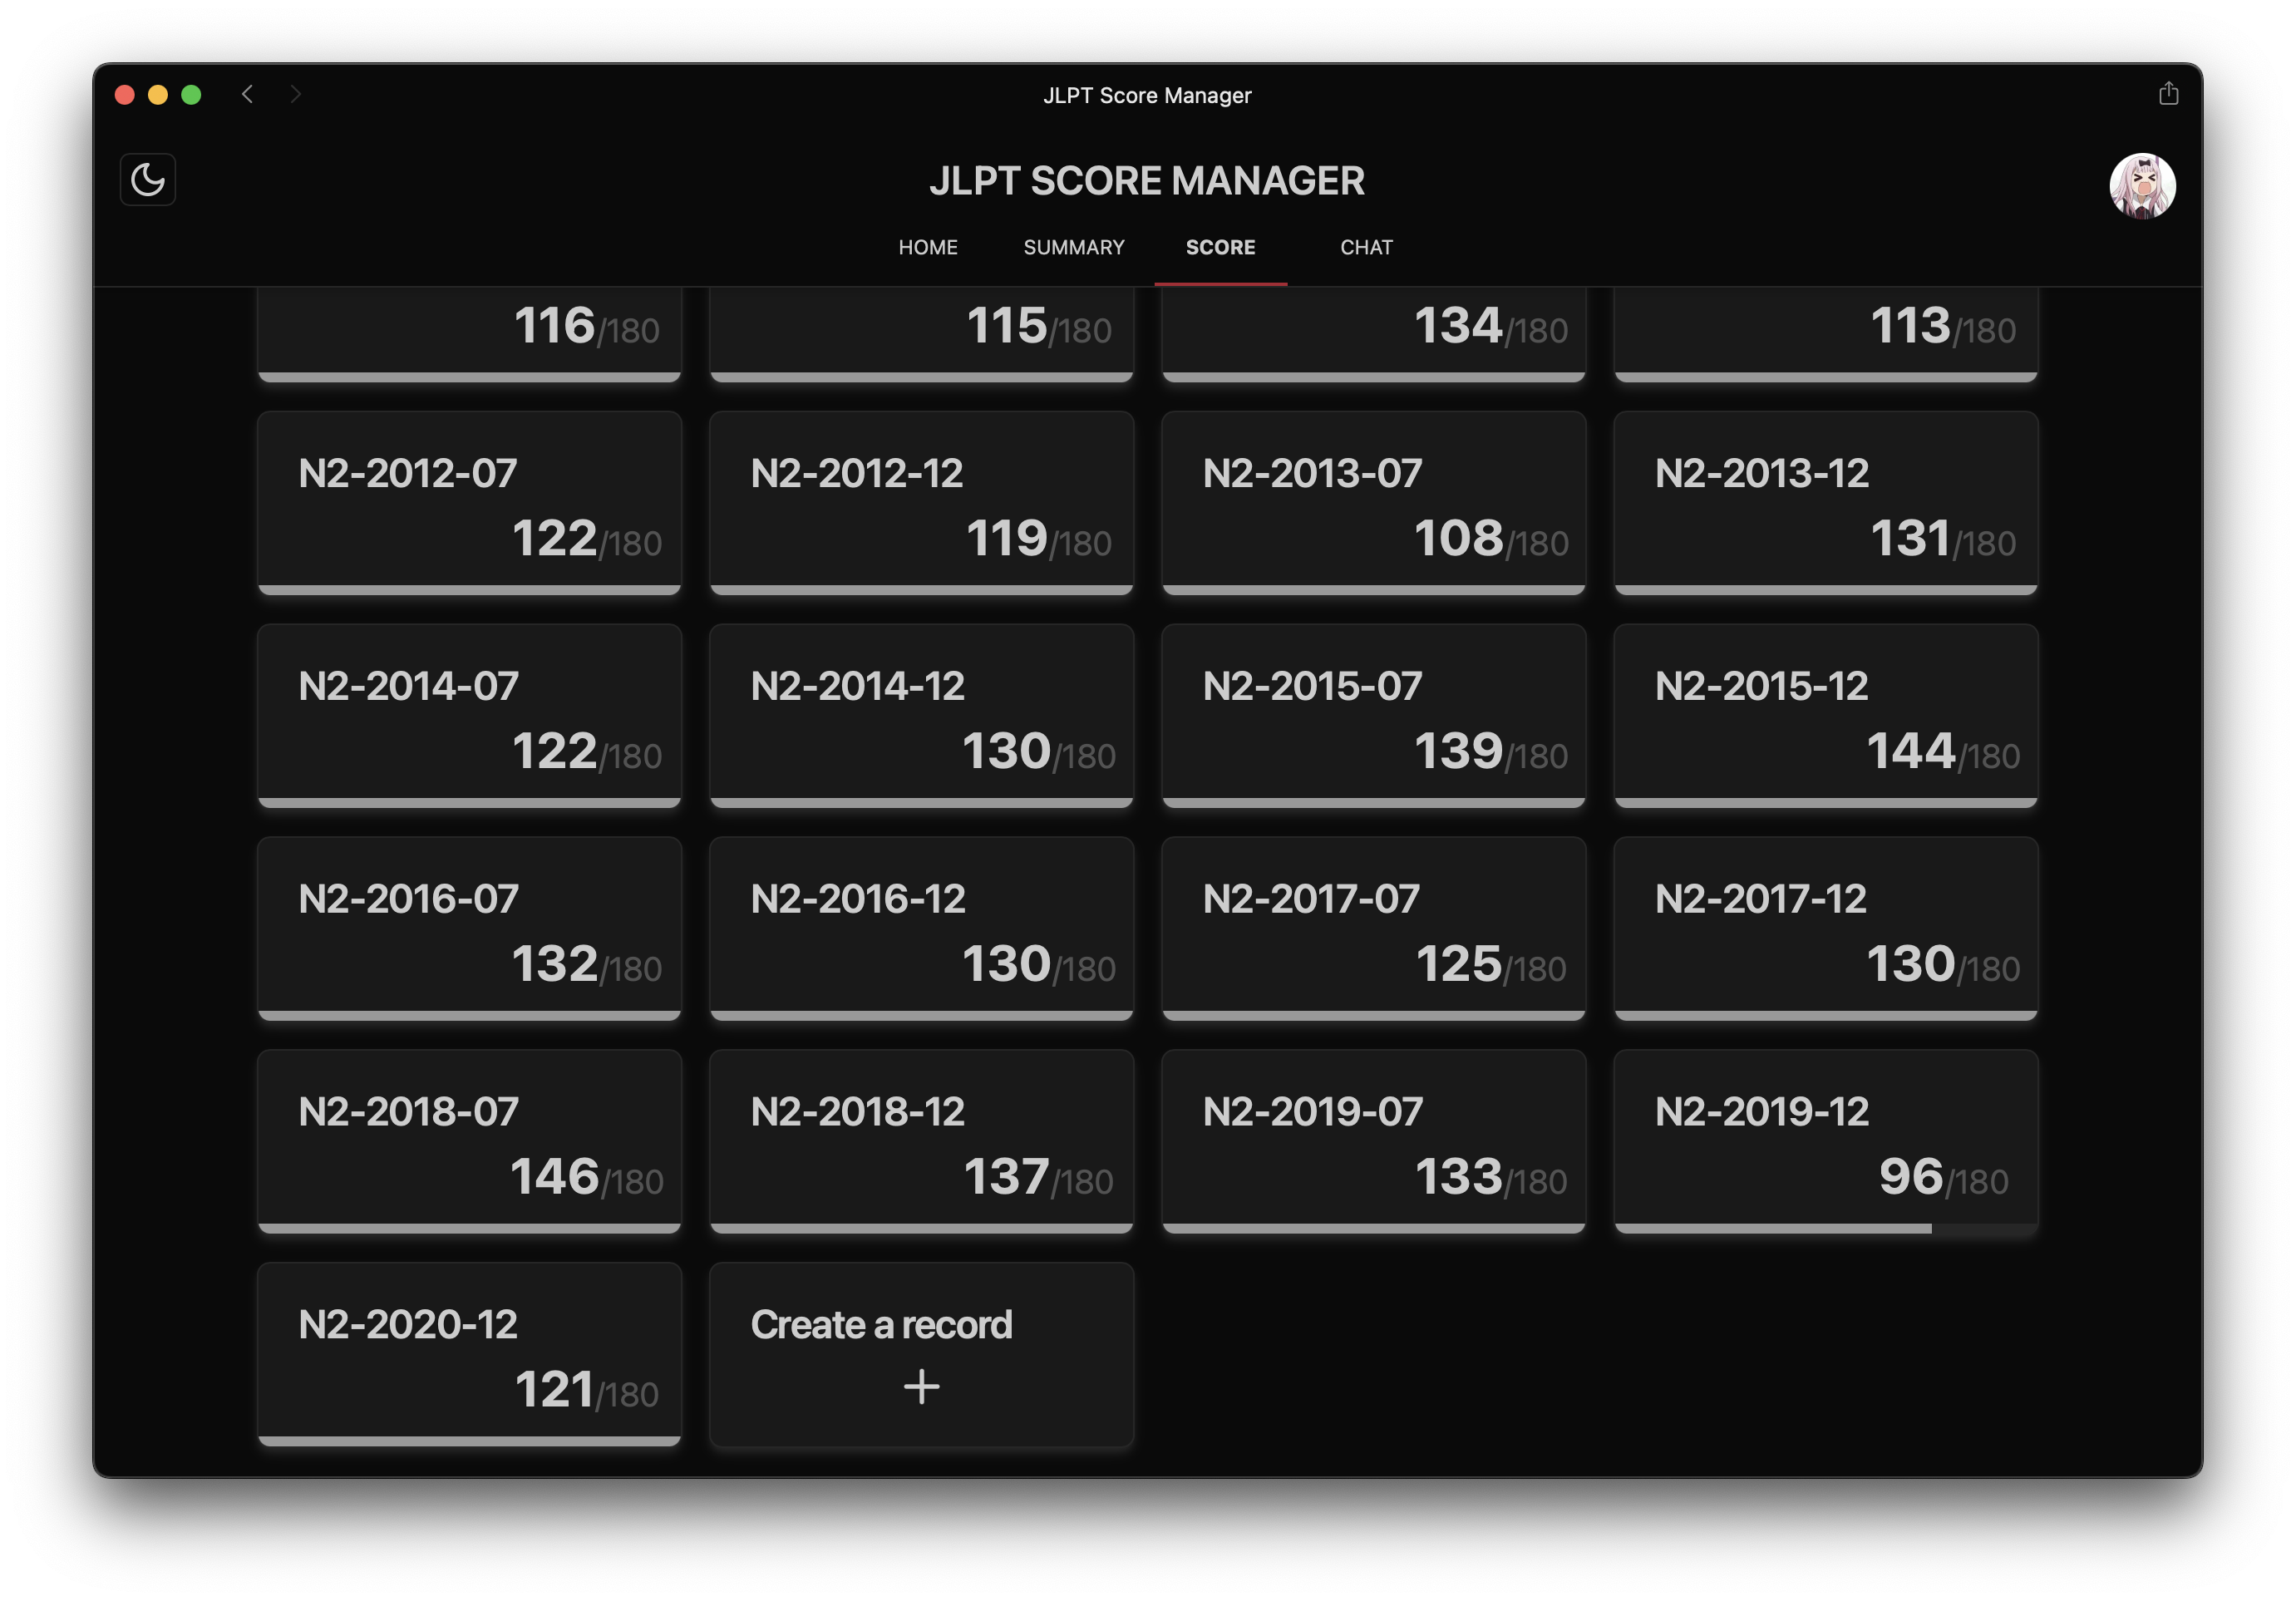 JLPT Score Manager
JLPT SCORE MANAGER
HOME SUMMARY SCORE CHAT
116/180 115/180 134/180 113/180
N2-2012-07 N2-2012-12 N2-2013-07 N2-2013-12
122/180 119/180 108/180 131/180
N2-2014-07 N2-2014-12 N2-2015-07 N2-2015-12
122/180 130/180 139/180 144/180
N2-2016-07 N2-2016-12 N2-2017-07 N2-2017-12
132/180 130/180 125/180 130/180
N2-2018-07 N2-2018-12 N2-2019-07 N2-2019-12
146/180 137/180 133/180 96/180
N2-2020-12 Create a record
121/180 +